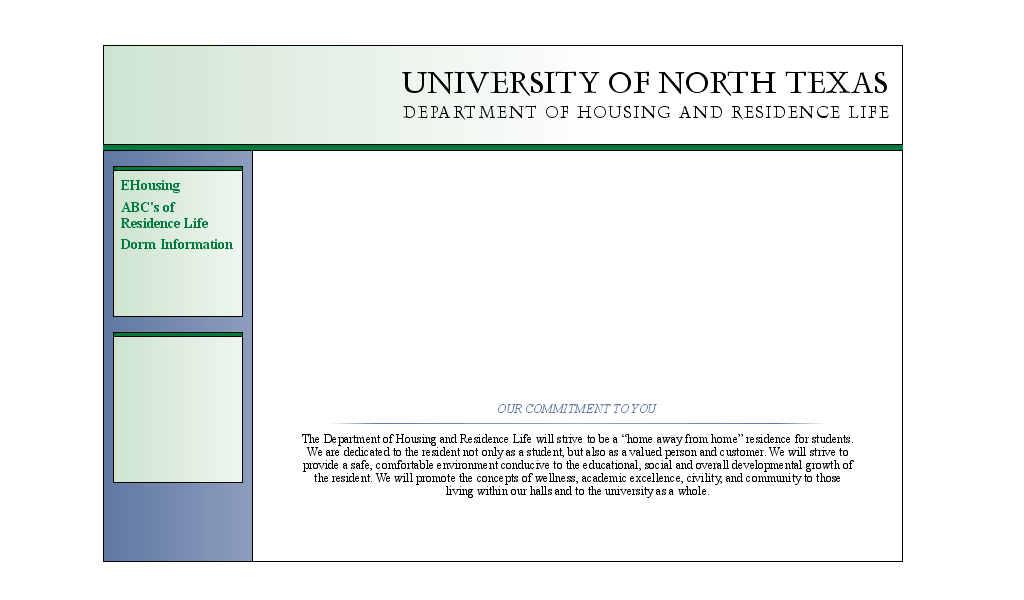 UNIVERSITY OF NORTH TEXAS
DEPARTMENT OF HOUSING AND RESIDENCE LIFE
EHousing
ABC's of
Residence Life
Dorm Information
OUR COMMITMENT TO YOU
The Department of Housing and Residence Life will strive to be a “home away from home” residence for students.
We are dedicated to the resident not only as a student, but also as a valued person and customer. We will strive to
provide a safe, comfortable environment conducive to the educational, social and overall developmental growth of
the resident. We will promote the concepts of wellness, academic excellence, civility, and community to those
living within our halls and to the university as a whole.